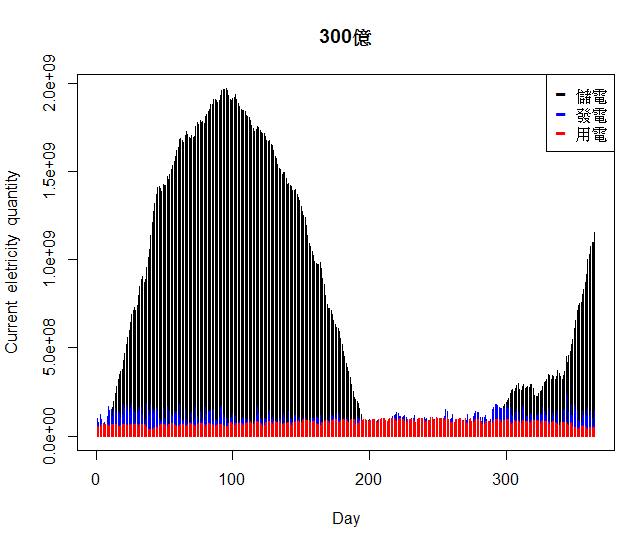 300億
儲電
發電
用電
Current eletricity quantity
0.0e+00
5.0e+08
1.0e+09
1.5e+09
2.0e+09
0
100
200
300
Day